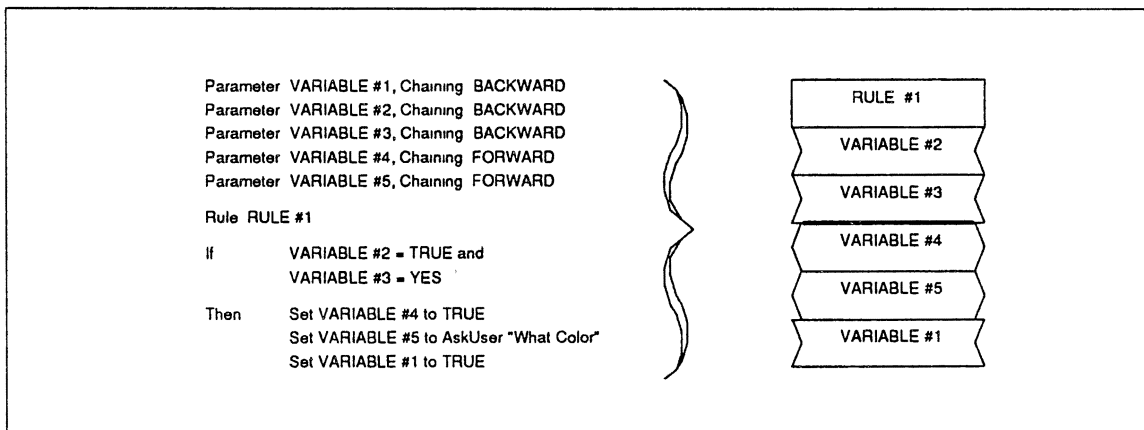 Parameter VARIABLE #1, Chaining BACKWARD
Parameter VARIABLE #2, Chaining BACKWARD
Parameter VARIABLE #3, Chaining BACKWARD
Parameter VARIABLE #4, Chaining FORWARD
Parameter VARIABLE #5, Chaining FORWARD
Rule RULE #1
If VARIABLE #2 = TRUE and
VARIABLE #3 = YES
Then Set VARIABLE #4 to TRUE
Set VARIABLE #5 to AskUser "What Color"
Set VARIABLE #1 to TRUE
RULE #1
VARIABLE #2
VARIABLE #3
VARIABLE #4
VARIABLE #5
VARIABLE #1